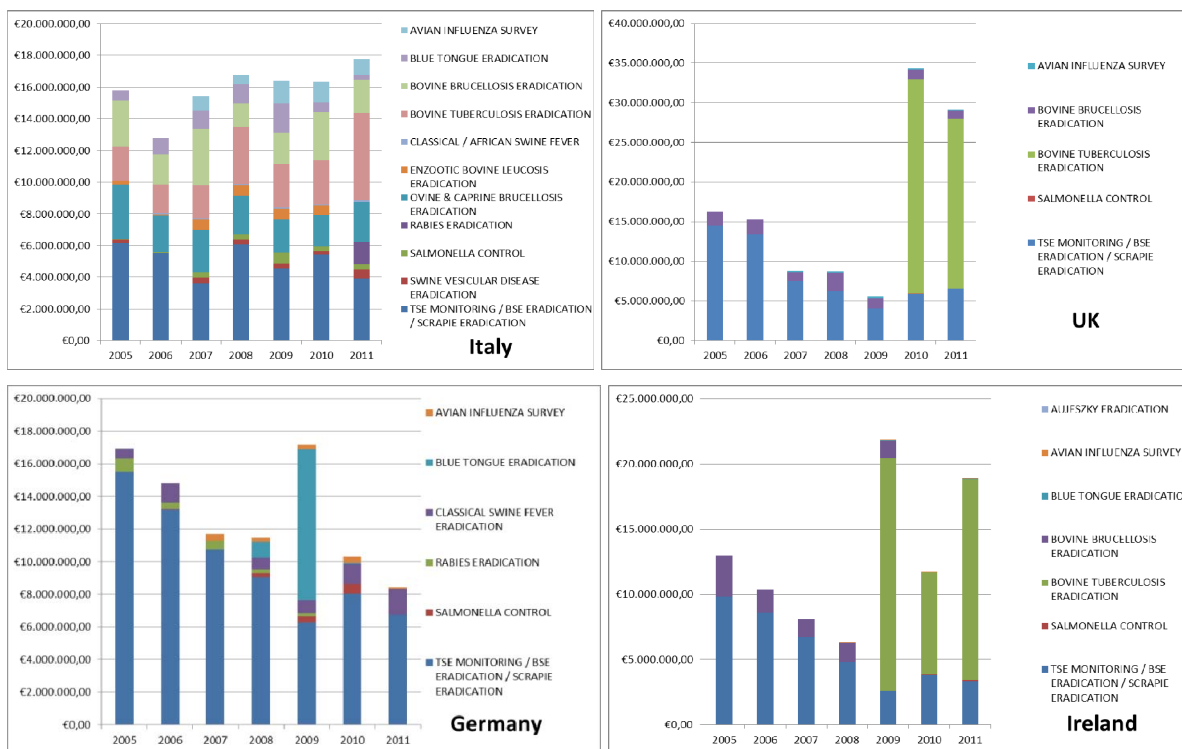 €20.000.000,00
€18.000.000,00
€16.000.000,00
€14.000.000,00
€12.000.000,00
€10.000.000,00
€8.000.000,00
€6.000.000,00
€4.000.000,00
€2.000.000,00
€0,00
2005 2006 2007 2008 2009 2010 2011
AVIAN INFLUENZA SURVEY
BLUE TONGUE ERADICATION
BOVINE BRUCELLOSIS ERADICATION
BOVINE TUBERCULOSIS ERADICATION
CLASSICAL / AFRICAN SWINE FEVER
ENZOOTIC BOVINE LEUCOSIS
ERADICATION
OVINE & CAPRINE BRUCELLOSIS
ERADICATION
RABIES ERADICATION
SALMONELLA CONTROL
SWINE VESICULAR DISEASE
ERADICATION
TSE MONITORING / BSE ERADICATION
/ SCRAPIE ERADICATION
Italy
€40.000.000,00
€35.000.000,00
€30.000.000,00
€25.000.000,00
€20.000.000,00
€15.000.000,00
€10.000.000,00
€5.000.000,00
€0,00
2005 2006 2007 2008 2009 2010 2011
AVIAN INFLUENZA SURVEY
BOVINE BRUCELLOSIS
ERADICATION
BOVINE TUBERCULOSIS
ERADICATION
SALMONELLA CONTROL
TSE MONITORING / BSE
ERADICATION / SCRAPIE
ERADICATION
UK
€20.000.000,00
€18.000.000,00
€16.000.000,00
€14.000.000,00
€12.000.000,00
€10.000.000,00
€8.000.000,00
€6.000.000,00
€4.000.000,00
€2.000.000,00
€0,00
2005 2006 2007 2008 2009 2010 2011
AVIAN INFLUENZA SURVEY
BLUE TONGUE ERADICATION
CLASSICAL SWINE FEVER
ERADICATION
RABIES ERADICATION
SALMONELLA CONTROL
TSE MONITORING / BSE
ERADICATION / SCRAPIE
ERADICATION
Germany
€25.000.000,00
€20.000.000,00
€15.000.000,00
€10.000.000,00
€5.000.000,00
€0,00
2005 2006 2007 2008 2009 2010 2011
AUJESZKY ERADICATION
AVIAN INFLUENZA SURVEY
BLUE TONGUE ERADICATIO
BOVINE BRUCELLOSIS
ERADICATION
BOVINE TUBERCULOSIS
ERADICATION
SALMONELLA CONTROL
TSE MONITORING / BSE
ERADICATION / SCRAPIE
ERADICATION
Ireland